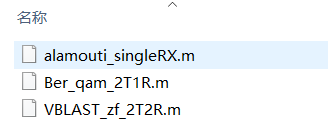 名称
alamouti_singleRX.m
Ber_qam_2T1R.m
VBLAST_zf_2T2R.m